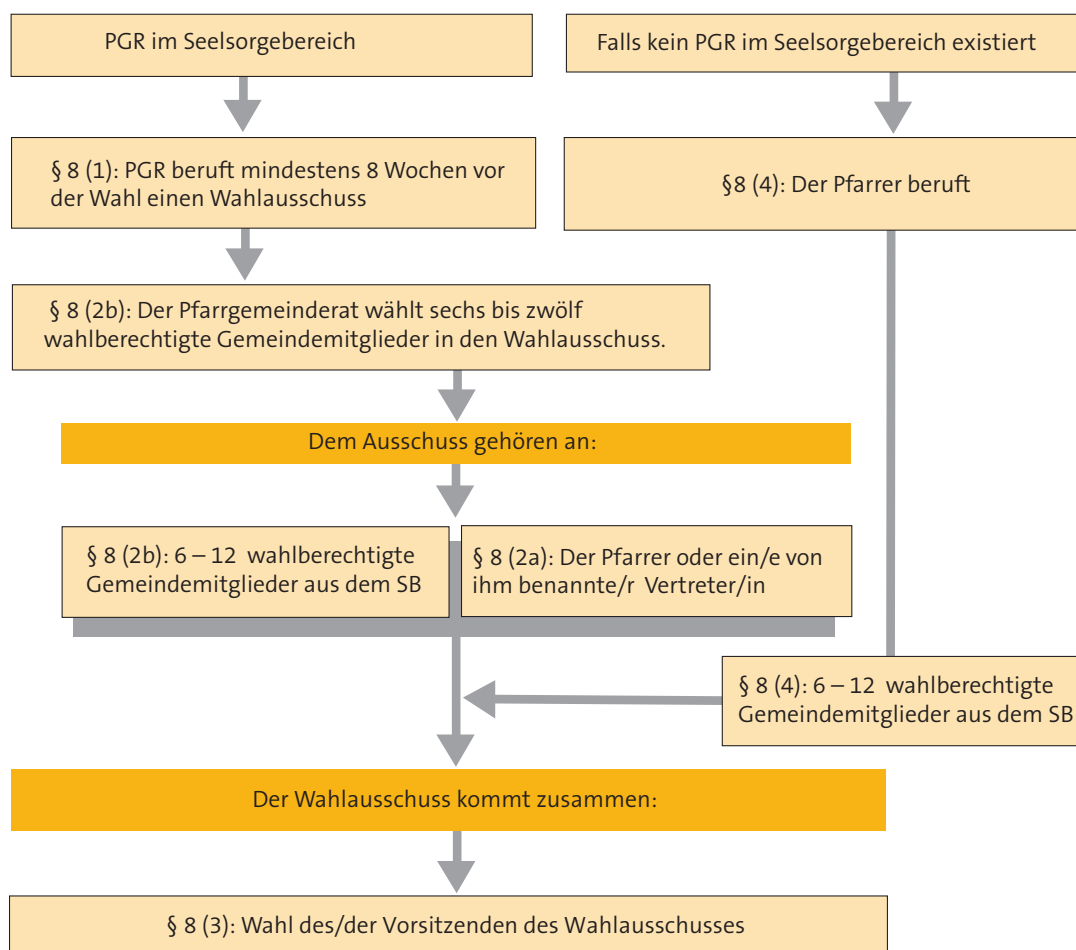 PGR im Seelsorgebereich
Falls kein PGR im Seelsorgebereich existiert
§ 8 (1): PGR beruft mindestens 8 Wochen vor
der Wahl einen Wahlausschuss
§8 (4): Der Pfarrer beruft
§ 8 (2b): Der Pfarrgemeinderat wählt sechs bis zwölf
wahlberechtigte Gemeindemitglieder in den Wahlausschuss.
Dem Ausschuss gehören an:
§ 8 (2b): 6 – 12 wahlberechtigte
Gemeindemitglieder aus dem SB
§ 8 (2a): Der Pfarrer oder ein/e von
ihm benannte/r Vertreter/in
§ 8 (4): 6 – 12 wahlberechtigte
Gemeindemitglieder aus dem SB
Der Wahlausschuss kommt zusammen:
§ 8 (3): Wahl des/der Vorsitzenden des Wahlausschusses